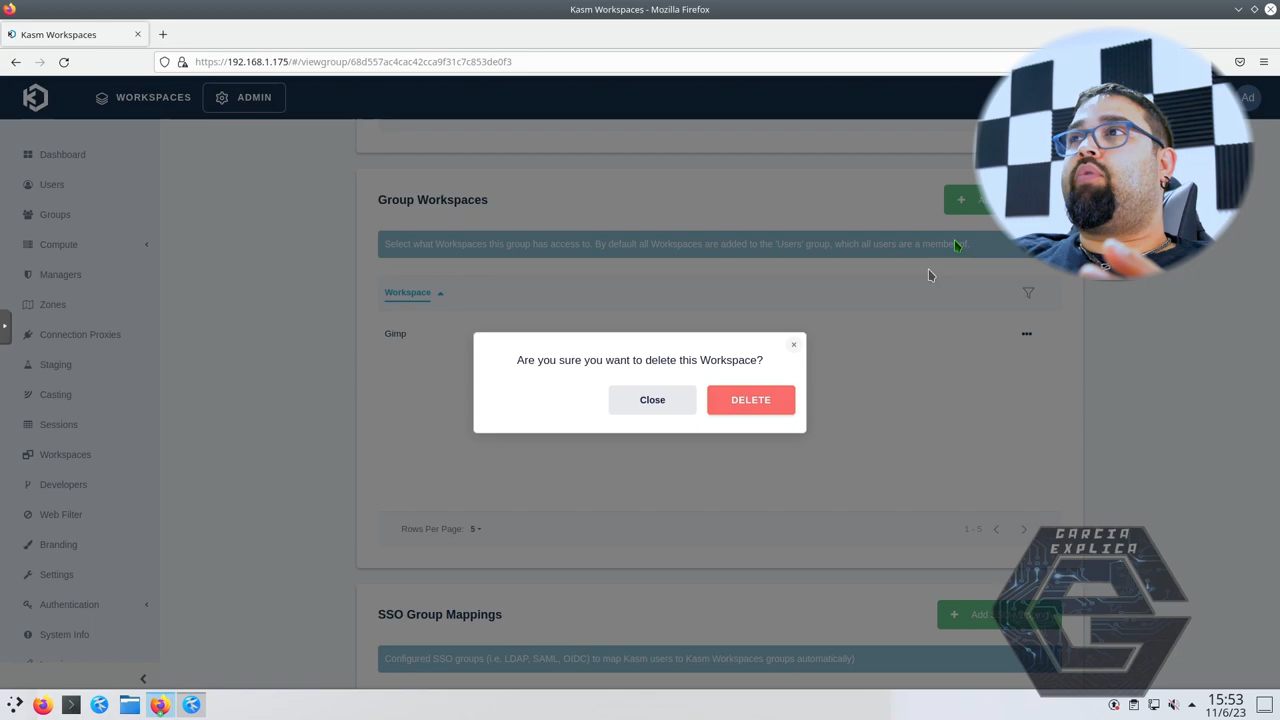 Kasm Workspaces - Mozilla Firefox
Kasm Workspaces
https://192.168.1.175/#/viewgroup/68d557ac4cac42cca9f31c7c853de0f3
WORKSPACES
ADMIN
Ad
Dashboard
Users
Groups
Compute
Managers
Zones
Connection Proxies
Staging
Casting
Sessions
Workspaces
Developers
Web Filter
Branding
Settings
Authentication
System Info
Group Workspaces
Select what Workspaces this group has access to. By default all Workspaces are added to the 'Users' group, which all users are a member of.
Workspace
Gimp
Are you sure you want to delete this Workspace?
Close
DELETE
Rows Per Page: 5
1 - 5
SSO Group Mappings
Add
Configured SSO groups (i.e. LDAP, SAML, OIDC) to map Kasm users to Kasm Workspaces groups automatically)
GARCIA
EXPLICA
15:53
11/6/23